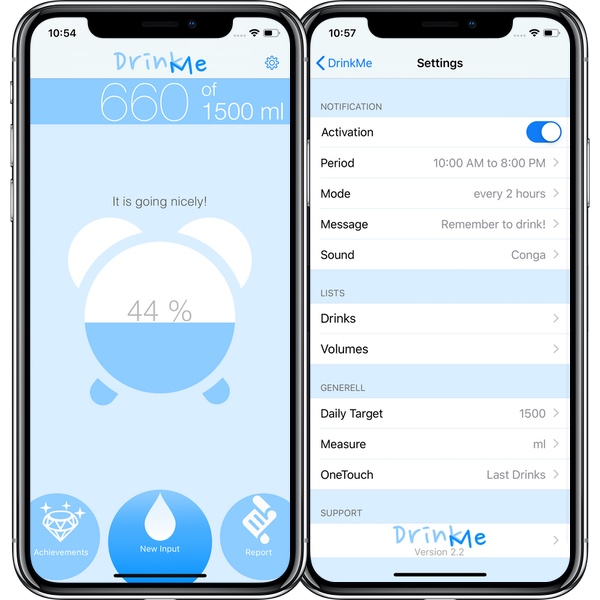 10:54
DrinkMe
660 of
1500 ml
It is going nicely!
44 %
Achievements
New Input
Report
10:57
DrinkMe
Settings
NOTIFICATION
Activation
Period 10:00 AM to 8:00 PM
Mode every 2 hours
Message Remember to drink!
Sound Conga
LISTS
Drinks
Volumes
GENERELL
Daily Target 1500
Measure ml
OneTouch Last Drinks
SUPPORT
DrinkMe
Version 2.2